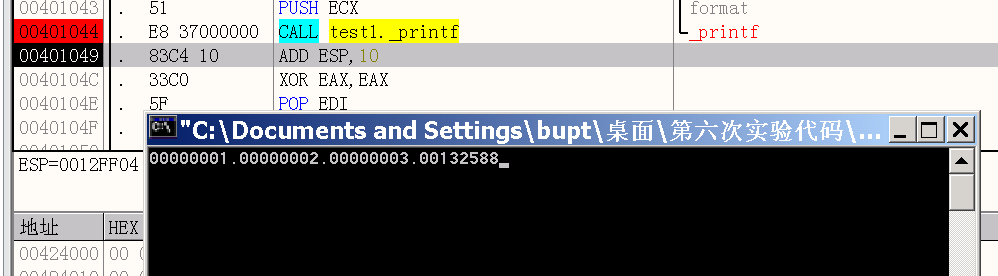 00401043 . 51 PUSH ECX format
00401044 . E8 37000000 CALL test1._printf _printf
00401049 . 83C4 10 ADD ESP,10
0040104C . 33C0 XOR EAX,EAX
0040104E . 5F POP EDI
0040104F .
"C:\Documents and Settings\bupt\桌面\第六次实验代码\...
00000001.00000002.00000003.00132588_
ESP=0012FF04
地址 HEX
00424000 00